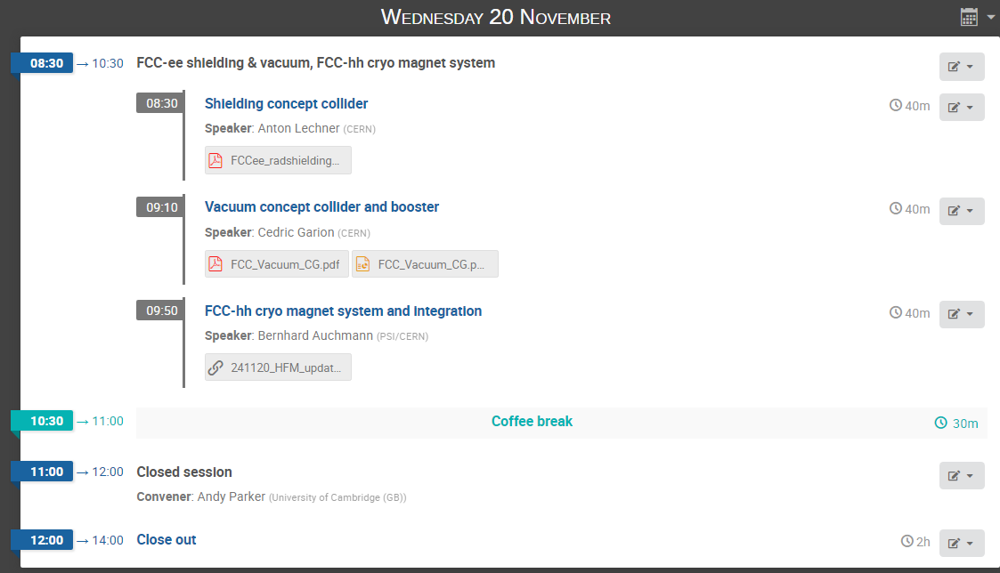 Wednesday 20 November
08:30 → 10:30 FCC-ee shielding & vacuum, FCC-hh cryo magnet system
08:30 Shielding concept collider 40m
Speaker: Anton Lechner (CERN)
FCCee_radshielding...
09:10 Vacuum concept collider and booster 40m
Speaker: Cedric Garion (CERN)
FCC_Vacuum_CG.pdf FCC_Vacuum_CG.p...
09:50 FCC-hh cryo magnet system and integration 40m
Speaker: Bernhard Auchmann (PSI/CERN)
241120_HFM_updat...
10:30 → 11:00 Coffee break 30m
11:00 → 12:00 Closed session
Convener: Andy Parker (University of Cambridge (GB))
12:00 → 14:00 Close out 2h